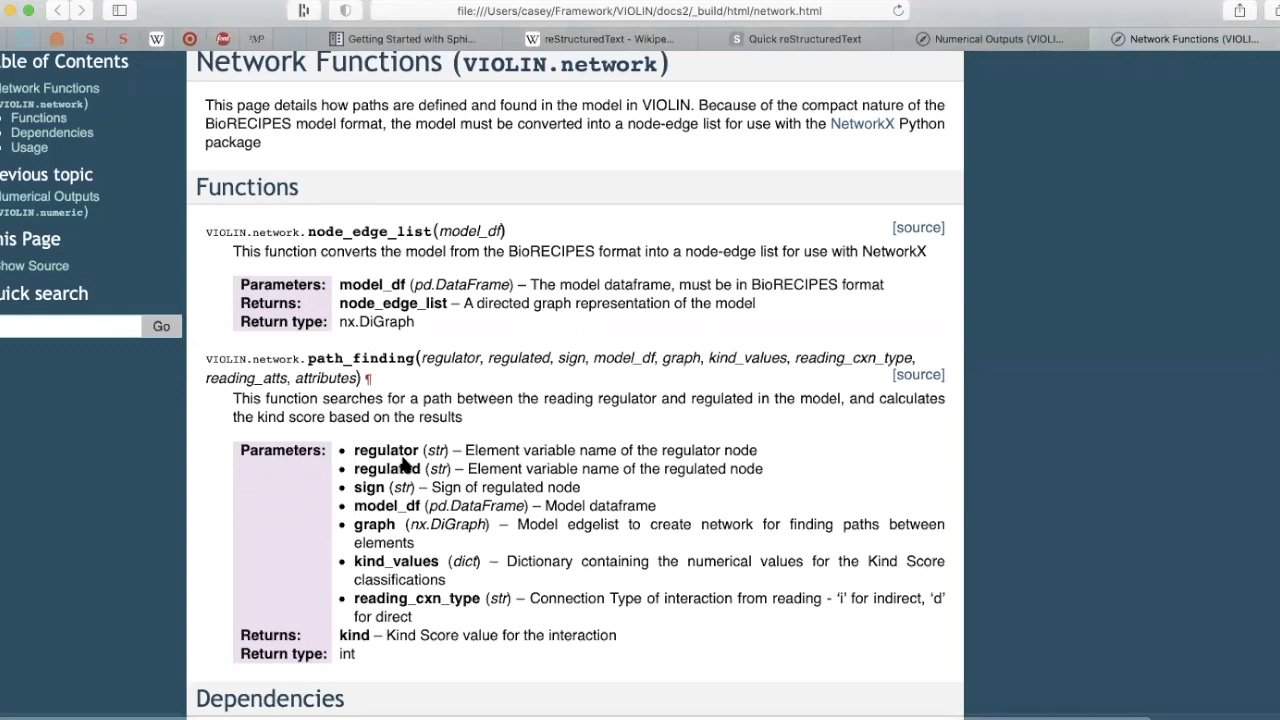 file:///Users/casey/Framework/VIOLIN/docs2/_build/html/network.html
S
S
W
Getting Started with Sphi...
W reStructuredText - Wikipe...
S Quick reStructuredText
Numerical Outputs (VIOLI...
Network Functions (VIOLI...
ble of Contents
etwork Functions
VIOLIN.network)
Functions
Dependencies
Usage
evious topic
umerical Outputs
VIOLIN.numeric)
his Page
how Source
uick search
Go
Network Functions (VIOLIN.network)
This page details how paths are defined and found in the model in VIOLIN. Because of the compact nature of the
BioRECIPES model format, the model must be converted into a node-edge list for use with the NetworkX Python
package
Functions
VIOLIN.network.node_edge_list(model_df) [source]
This function converts the model from the BioRECIPES format into a node-edge list for use with NetworkX
Parameters: model_df (pd.DataFrame) – The model dataframe, must be in BioRECIPES format
Returns: node_edge_list – A directed graph representation of the model
Return type: nx.DiGraph
VIOLIN.network.path_finding(regulator, regulated, sign, model_df, graph, kind_values, reading_cxn_type,
reading_atts, attributes) ¶ [source]
This function searches for a path between the reading regulator and regulated in the model, and calculates
the kind score based on the results
Parameters: • regulator (str) – Element variable name of the regulator node
• regulated (str) – Element variable name of the regulated node
• sign (str) – Sign of regulated node
• model_df (pd.DataFrame) – Model dataframe
• graph (nx.DiGraph) – Model edgelist to create network for finding paths between
elements
• kind_values (dict) – Dictionary containing the numerical values for the Kind Score
classifications
• reading_cxn_type (str) – Connection Type of interaction from reading - ‘i’ for indirect, ‘d’
for direct
Returns: kind – Kind Score value for the interaction
Return type: int
Dependencies